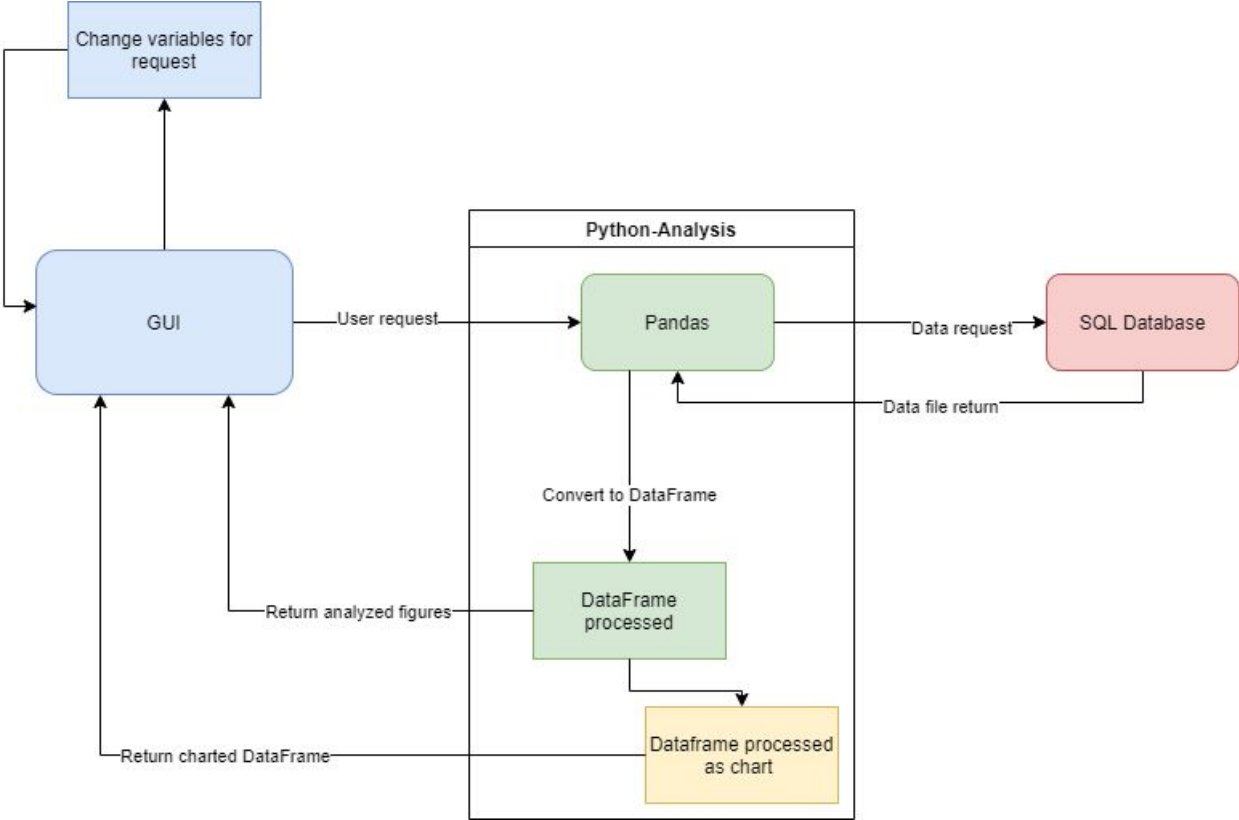 Change variables for
request
Python-Analysis
GUI
User request
Pandas
Data request
SQL Database
Data file return
Convert to DataFrame
DataFrame
processed
Return analyzed figures
Dataframe processed
as chart
Return charted DataFrame